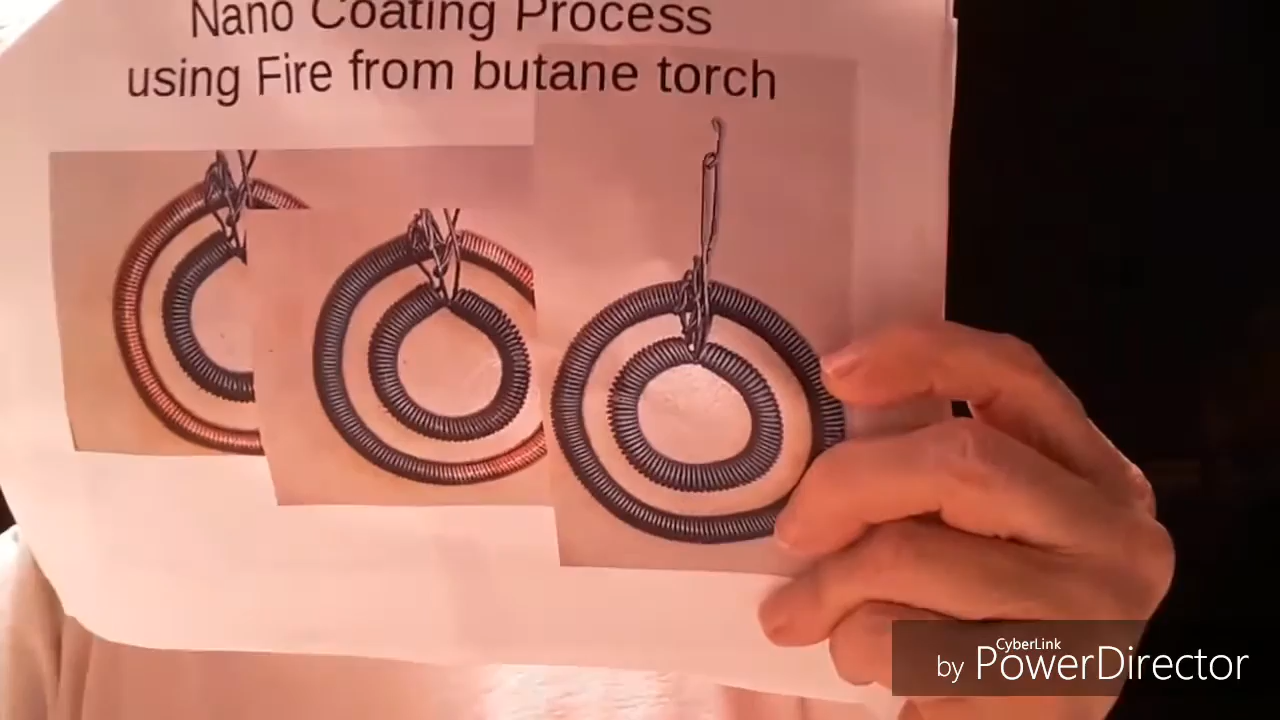 Nano Coating Process
using Fire from butane torch
CyberLink
by PowerDirector